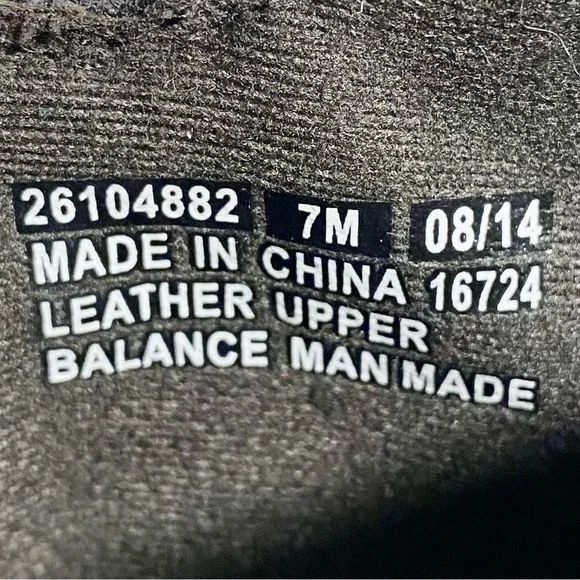 26104882 7M 08/14
MADE IN CHINA 16724
LEATHER UPPER
BALANCE MAN MADE